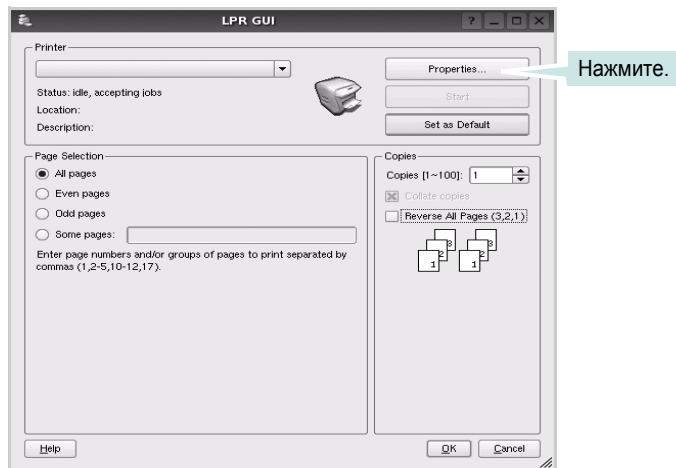 LPR GUI
Printer
Properties...
Нажмите.
Status: idle, accepting jobs
Start
Location:
Description:
Set as Default
Page Selection
All pages
Even pages
Odd pages
Some pages:
Enter page numbers and/or groups of pages to print separated by
commas (1,2-5,10-12,17).
Copies
Copies [1~100]: 1
Collate copies
Reverse All Pages (3,2,1)
3 3
2 2
1 1
Help
OK
Cancel